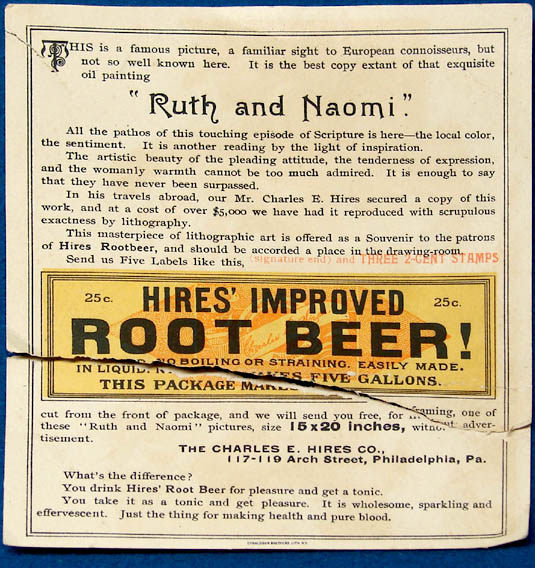 THIS is a famous picture, a familiar sight to European connoisseurs, but
not so well known here. It is the best copy extant of that exquisite
oil painting
"Ruth and Naomi".
All the pathos of this touching episode of Scripture is here—the local color,
the sentiment. It is another reading by the light of inspiration.
The artistic beauty of the pleading attitude, the tenderness of expression,
and the womanly warmth cannot be too much admired. It is enough to say
that they have never been surpassed.
In his travels abroad, our Mr. Charles E. Hires secured a copy of this
work, and at a cost of over $5,000 we have had it reproduced with scrupulous
exactness by lithography.
This masterpiece of lithographic art is offered as a Souvenir to the patrons
of Hires Rootbeer, and should be accorded a place in the drawing-room.
Send us Five Labels like this, (signature end) and THREE 2-CENT STAMPS
25c. HIRES' IMPROVED 25c.
ROOT BEER!
NO BOILING OR STRAINING. EASILY MADE.
IN LIQUID. MAKES FIVE GALLONS.
THIS PACKAGE
cut from the front of package, and we will send you free, for framing, one of
these "Ruth and Naomi" pictures, size 15x20 inches, without adver-
tisement.
THE CHARLES E. HIRES CO.,
117-119 Arch Street, Philadelphia, Pa.
What's the difference?
You drink Hires' Root Beer for pleasure and get a tonic.
You take it as a tonic and get pleasure. It is wholesome, sparkling and
effervescent. Just the thing for making health and pure blood.